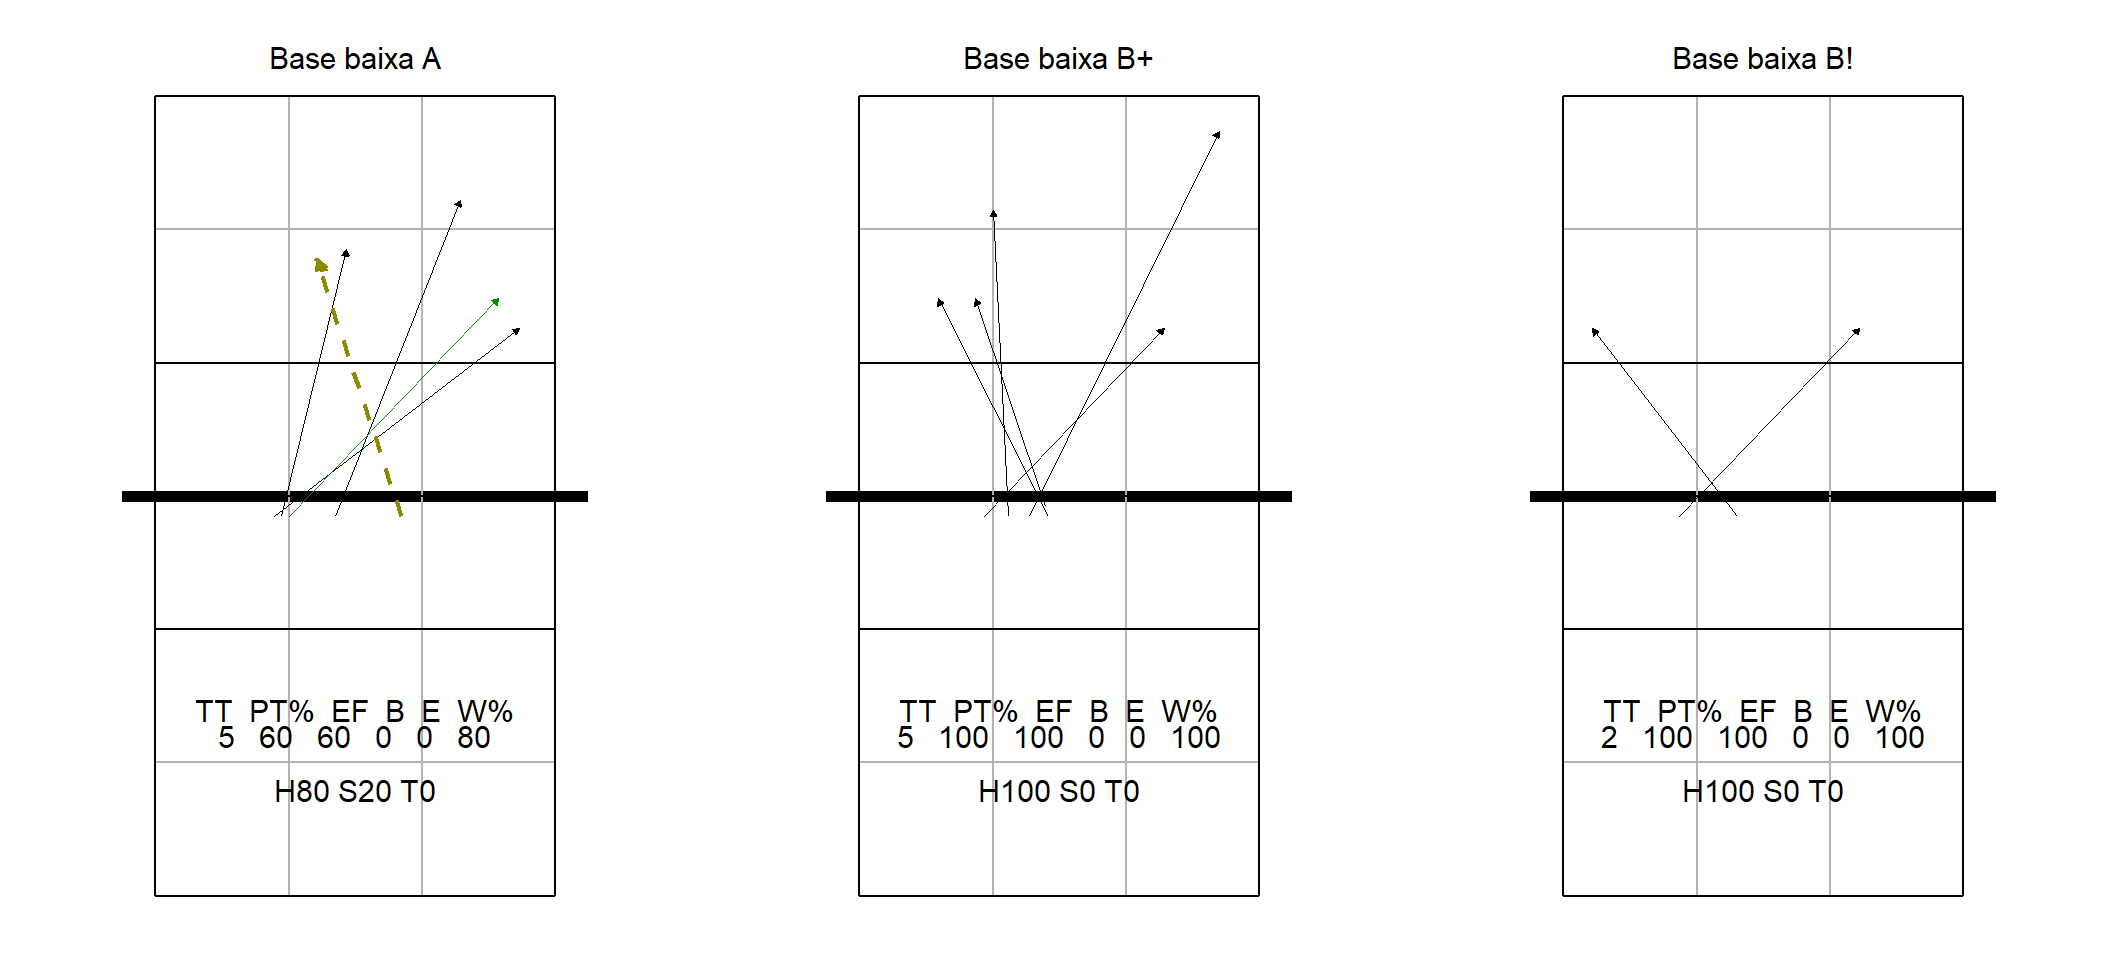 Base baixa A
TT PT% EF B E W%
5 60 60 0 0 80
H80 S20 T0
Base baixa B+
TT PT% EF B E W%
5 100 100 0 0 100
H100 S0 T0
Base baixa B!
TT PT% EF B E W%
2 100 100 0 0 100
H100 S0 T0